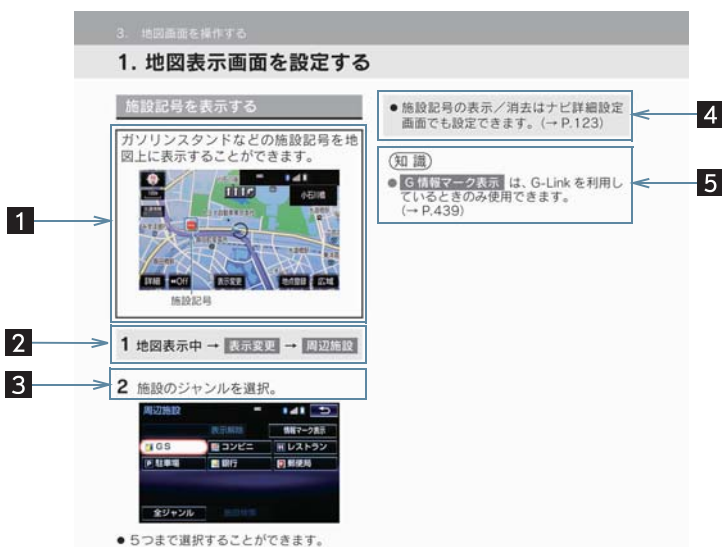 3. 地図画面を操作する
1. 地図表示画面を設定する
施設記号を表示する
ガソリンスタンドなどの施設記号を地
図上に表示することができます。
小石川橋
詳細
Off
表示変更
地点登録
広域
施設記号
1 地図表示中 → 表示変更 → 周辺施設
2 施設のジャンルを選択。
周辺施設
表示解除
情報マーク表示
GS
コンビニ
レストラン
P 駐車場
銀行
郵便局
全ジャンル
● 5つまで選択することができます。
● 施設記号の表示／消去はナビ詳細設定
画面でも設定できます。(→ P.123)
知 識
● G 情報マーク表示 は、G-Link を利用し
ているときのみ使用できます。
(→ P.439)
1
2
3
4
5